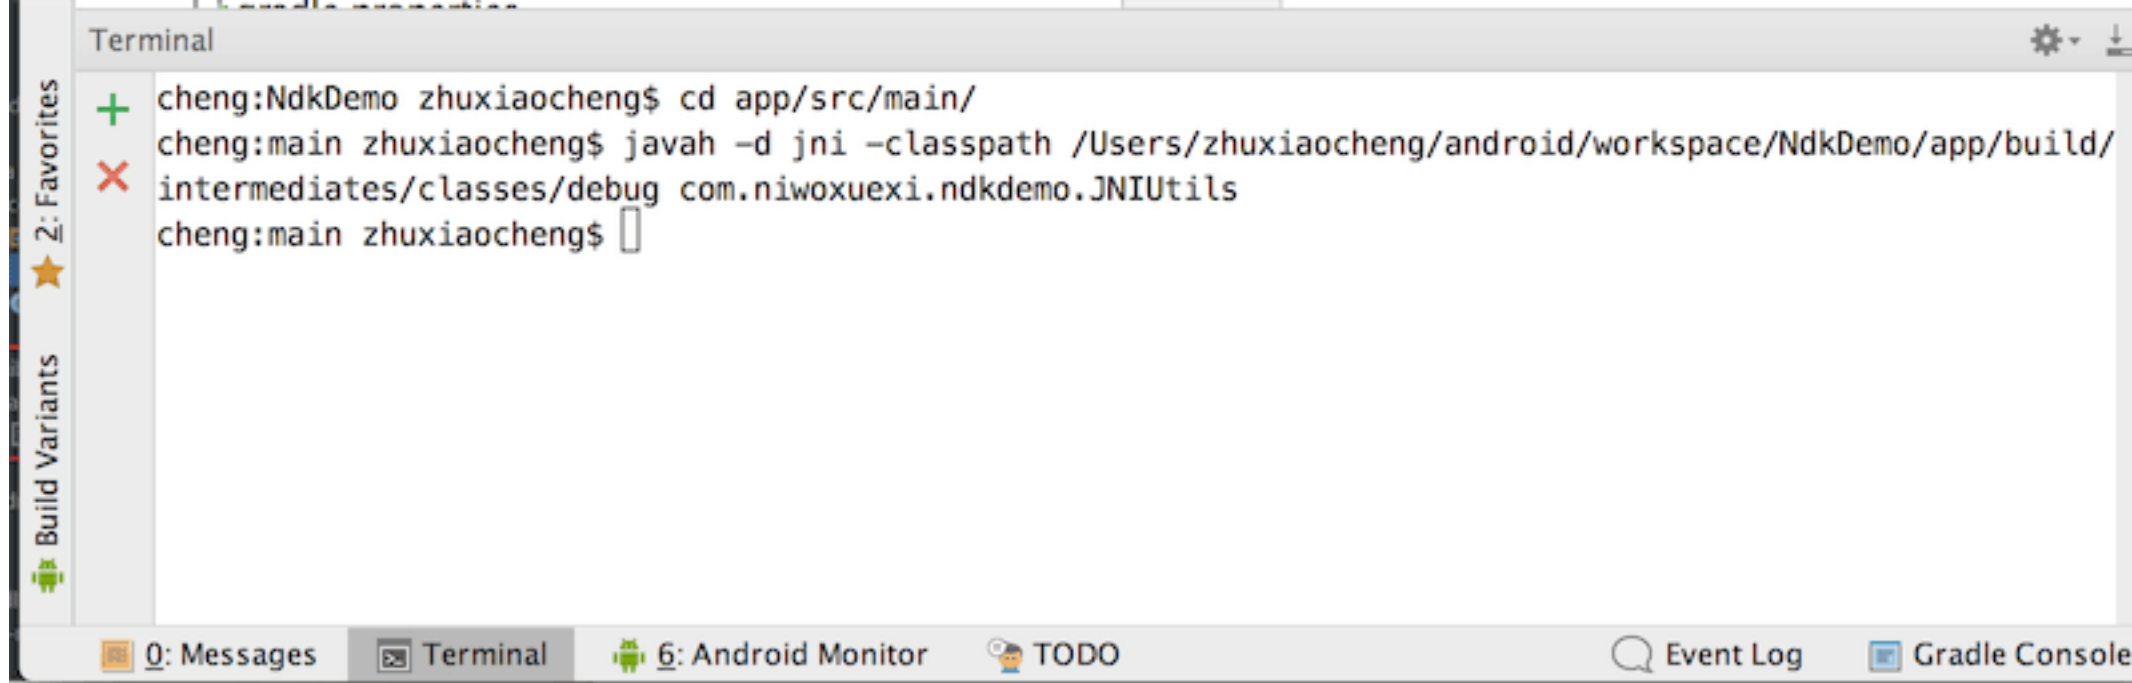 gradle.properties
Terminal
cheng:NdkDemo zhuxiaocheng$ cd app/src/main/
cheng:main zhuxiaocheng$ javah -d jni -classpath /Users/zhuxiaocheng/android/workspace/NdkDemo/app/build/
intermediates/classes/debug com.niwoxuexi.ndkdemo.JNIUtils
cheng:main zhuxiaocheng$
2: Favorites
Build Variants
0: Messages
Terminal
6: Android Monitor
TODO
Event Log
Gradle Console